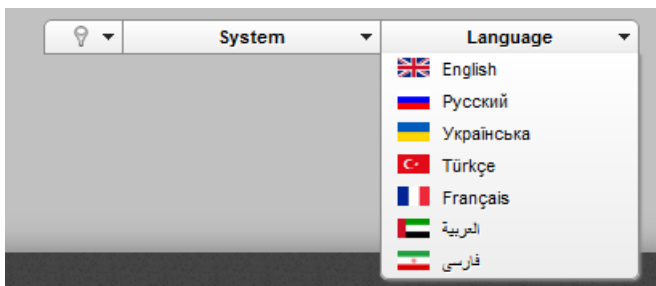 System
Language
English
Русский
Українська
Türkçe
Français
العربية
فارسی